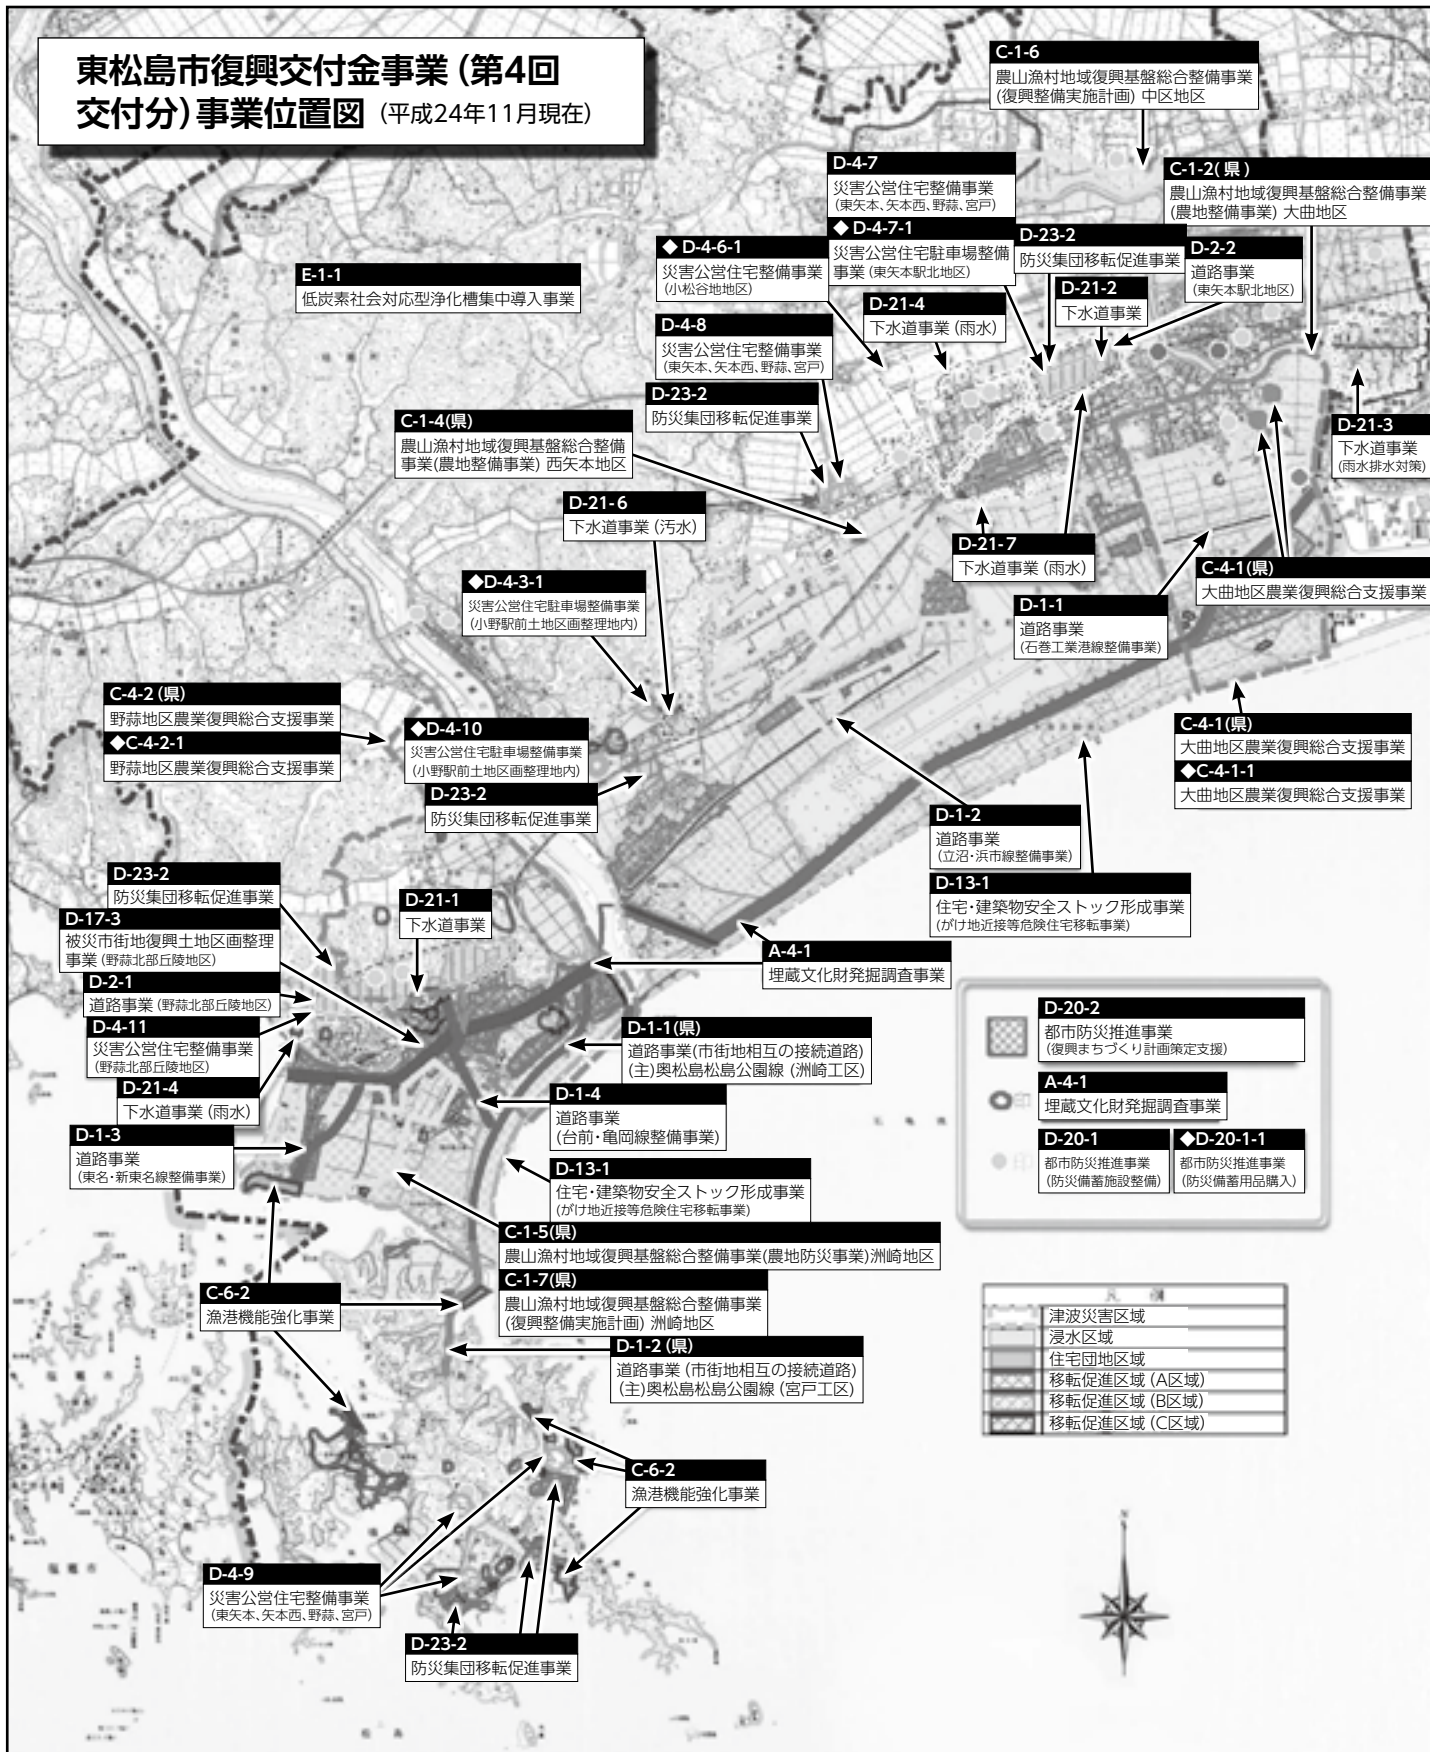 東松島市復興交付金事業(第4回
交付分)事業位置図 (平成24年11月現在)
C-1-6
農山漁村地域復興基盤総合整備事業
(復興整備実施計画) 中区地区
D-4-7
災害公営住宅整備事業
(東矢本、矢本西、野蒜、宮戸)
C-1-2(県)
農山漁村地域復興基盤総合整備事業
(農地整備事業) 大曲地区
◆ D-4-7-1
災害公営住宅駐車場整備
事業 (東矢本駅北地区)
D-23-2
防災集団移転促進事業
D-2-2
道路事業
(東矢本駅北地区)
◆ D-4-6-1
災害公営住宅整備事業
(小松谷地地区)
E-1-1
低炭素社会対応型浄化槽集中導入事業
D-21-4
下水道事業 (雨水)
D-21-2
下水道事業
D-4-8
災害公営住宅整備事業
(東矢本、矢本西、野蒜、宮戸)
D-23-2
防災集団移転促進事業
C-1-4(県)
農山漁村地域復興基盤総合整備
事業(農地整備事業) 西矢本地区
D-21-3
下水道事業
(雨水排水対策)
D-21-6
下水道事業 (汚水)
D-21-7
下水道事業 (雨水)
C-4-1(県)
大曲地区農業復興総合支援事業
◆D-4-3-1
災害公営住宅駐車場整備事業
(小野駅前土地区画整理地内)
D-1-1
道路事業
(石巻工業港線整備事業)
C-4-2 (県)
野蒜地区農業復興総合支援事業
◆C-4-2-1
野蒜地区農業復興総合支援事業
◆D-4-10
災害公営住宅駐車場整備事業
(小野駅前土地区画整理地内)
D-23-2
防災集団移転促進事業
C-4-1(県)
大曲地区農業復興総合支援事業
◆C-4-1-1
大曲地区農業復興総合支援事業
D-1-2
道路事業
(立沼・浜市線整備事業)
D-13-1
住宅・建築物安全ストック形成事業
(がけ地近接等危険住宅移転事業)
D-23-2
防災集団移転促進事業
D-17-3
被災市街地復興土地区画整理
事業 (野蒜北部丘陵地区)
D-21-1
下水道事業
A-4-1
埋蔵文化財発掘調査事業
D-2-1
道路事業 (野蒜北部丘陵地区)
D-4-11
災害公営住宅整備事業
(野蒜北部丘陵地区)
D-21-4
下水道事業 (雨水)
D-1-1(県)
道路事業(市街地相互の接続道路)
(主)奥松島松島公園線 (洲崎工区)
D-1-4
道路事業
(台前・亀岡線整備事業)
D-1-3
道路事業
(東名・新東名線整備事業)
D-13-1
住宅・建築物安全ストック形成事業
(がけ地近接等危険住宅移転事業)
C-1-5(県)
農山漁村地域復興基盤総合整備事業(農地防災事業)洲崎地区
C-1-7(県)
農山漁村地域復興基盤総合整備事業
(復興整備実施計画) 洲崎地区
C-6-2
漁港機能強化事業
D-1-2 (県)
道路事業 (市街地相互の接続道路)
(主)奥松島松島公園線 (宮戸工区)
C-6-2
漁港機能強化事業
D-4-9
災害公営住宅整備事業
(東矢本、矢本西、野蒜、宮戸)
D-23-2
防災集団移転促進事業
D-20-2
都市防災推進事業
(復興まちづくり計画策定支援)
印
A-4-1
埋蔵文化財発掘調査事業
印
D-20-1
都市防災推進事業
(防災備蓄施設整備)
◆D-20-1-1
都市防災推進事業
(防災備蓄用品購入)
凡 例
津波災害区域
浸水区域
住宅団地区域
移転促進区域 (A区域)
移転促進区域 (B区域)
移転促進区域 (C区域)
N